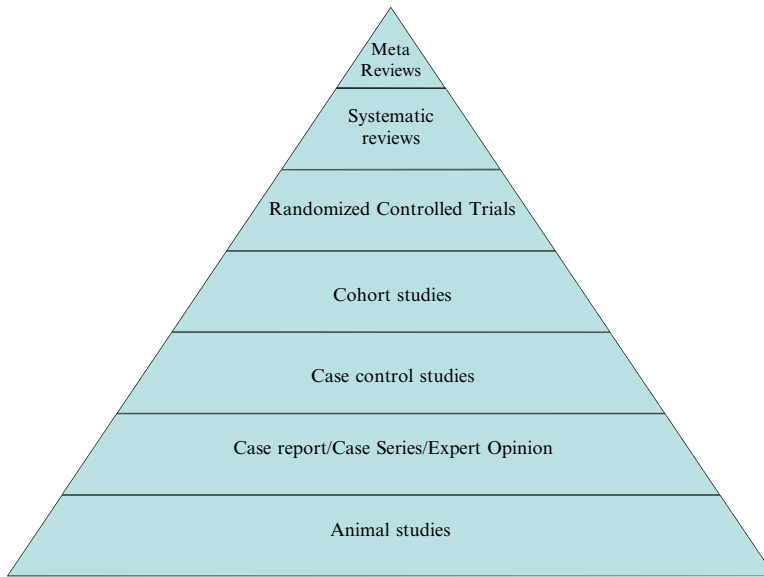 Meta
Reviews
Systematic
reviews
Randomized Controlled Trials
Cohort studies
Case control studies
Case report/Case Series/Expert Opinion
Animal studies